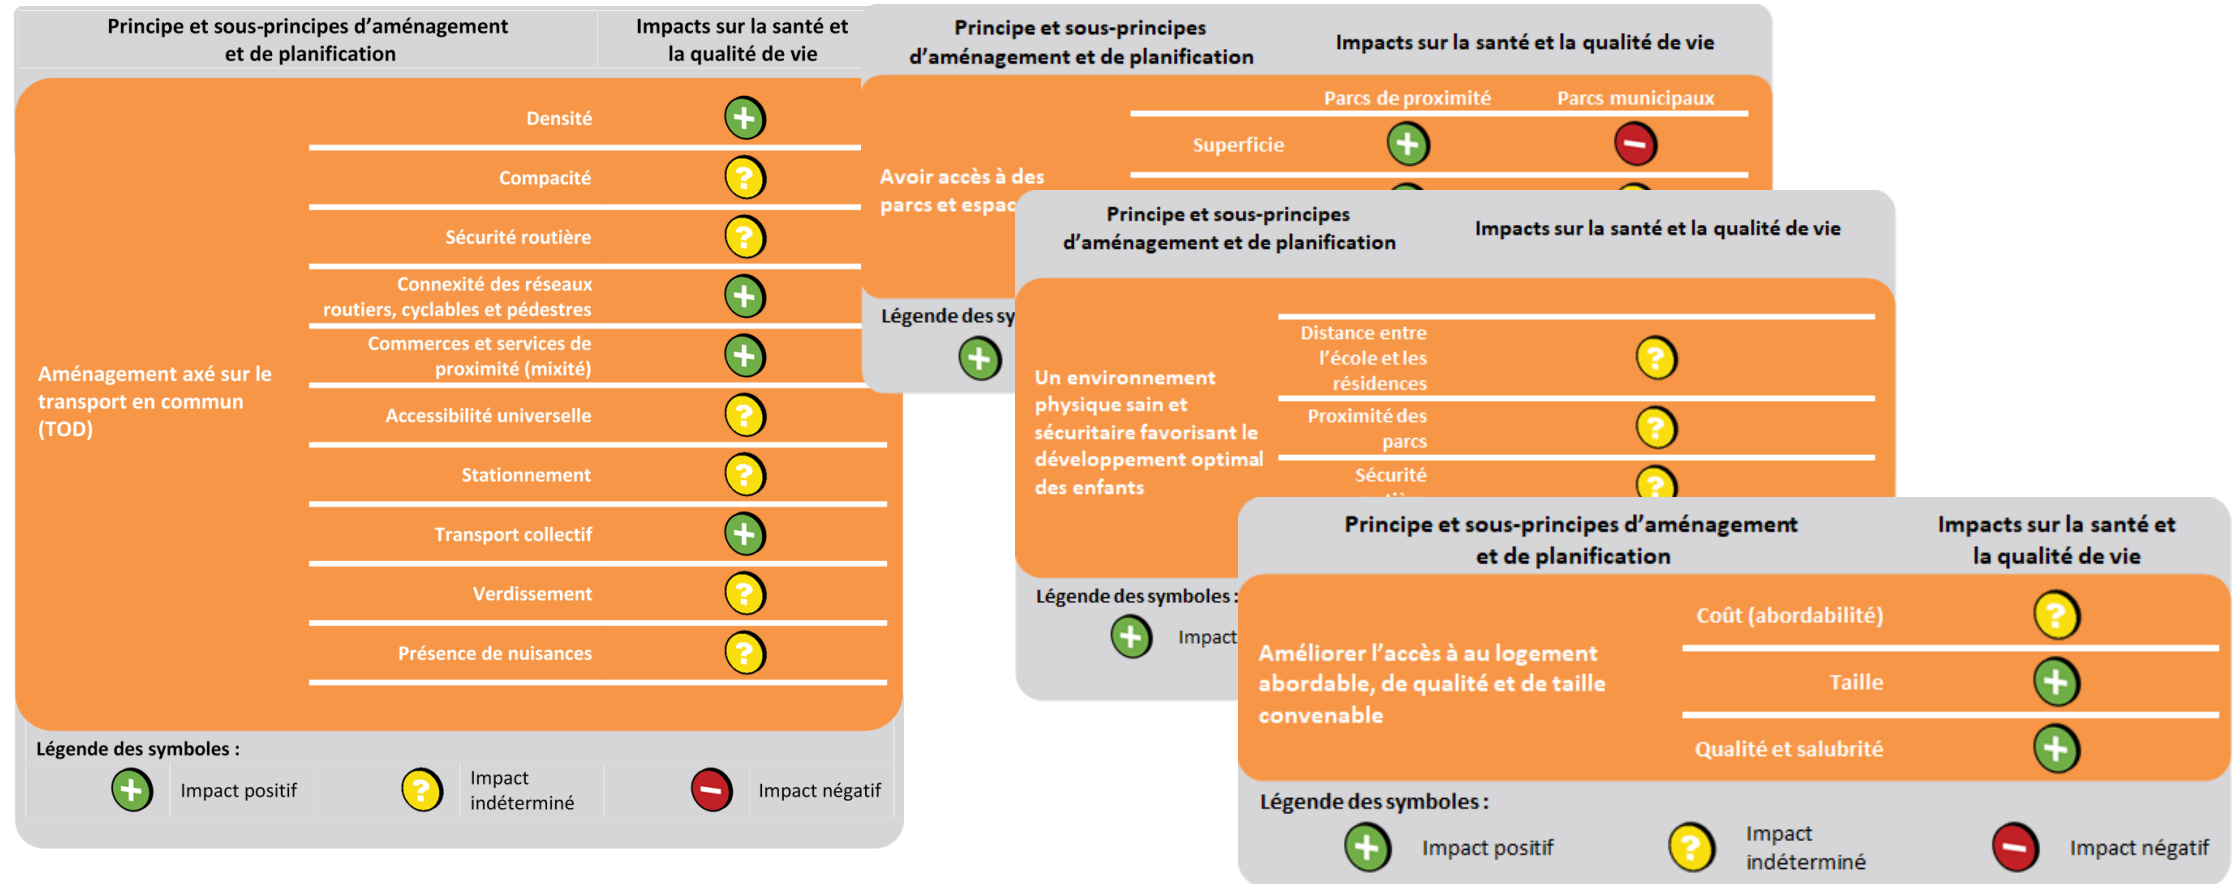 Principe et sous-principes d'aménagement
et de planification
Impacts sur la santé et
la qualité de vie
Densité
Compacité
Sécurité routière
Connexité des réseaux
routiers, cyclables et pédestres
Commerces et services de
proximité (mixité)
Aménagement axé sur le
transport en commun
(TOD)
Accessibilité universelle
Stationnement
Transport collectif
Verdissement
Présence de nuisances
Légende des symboles :
Impact positif
Impact
indéterminé
Impact négatif
Principe et sous-principes
d'aménagement et de planification
Impacts sur la santé et la qualité de vie
Parcs de proximité
Parcs municipaux
Superficie
Avoir accès à des
parcs et espac
Légende des sy
Principe et sous-principes
d'aménagement et de planification
Impacts sur la santé et la qualité de vie
Distance entre
l'école et les
résidences
Proximité des
parcs
Sécurité
Un environnement
physique sain et
sécuritaire favorisant le
développement optimal
des enfants
Légende des symboles :
Impact
Principe et sous-principes d'aménagement
et de planification
Impacts sur la santé et
la qualité de vie
Coût (abordabilité)
Taille
Qualité et salubrité
Améliorer l'accès à au logement
abordable, de qualité et de taille
convenable
Légende des symboles :
Impact positif
Impact
indéterminé
Impact négatif